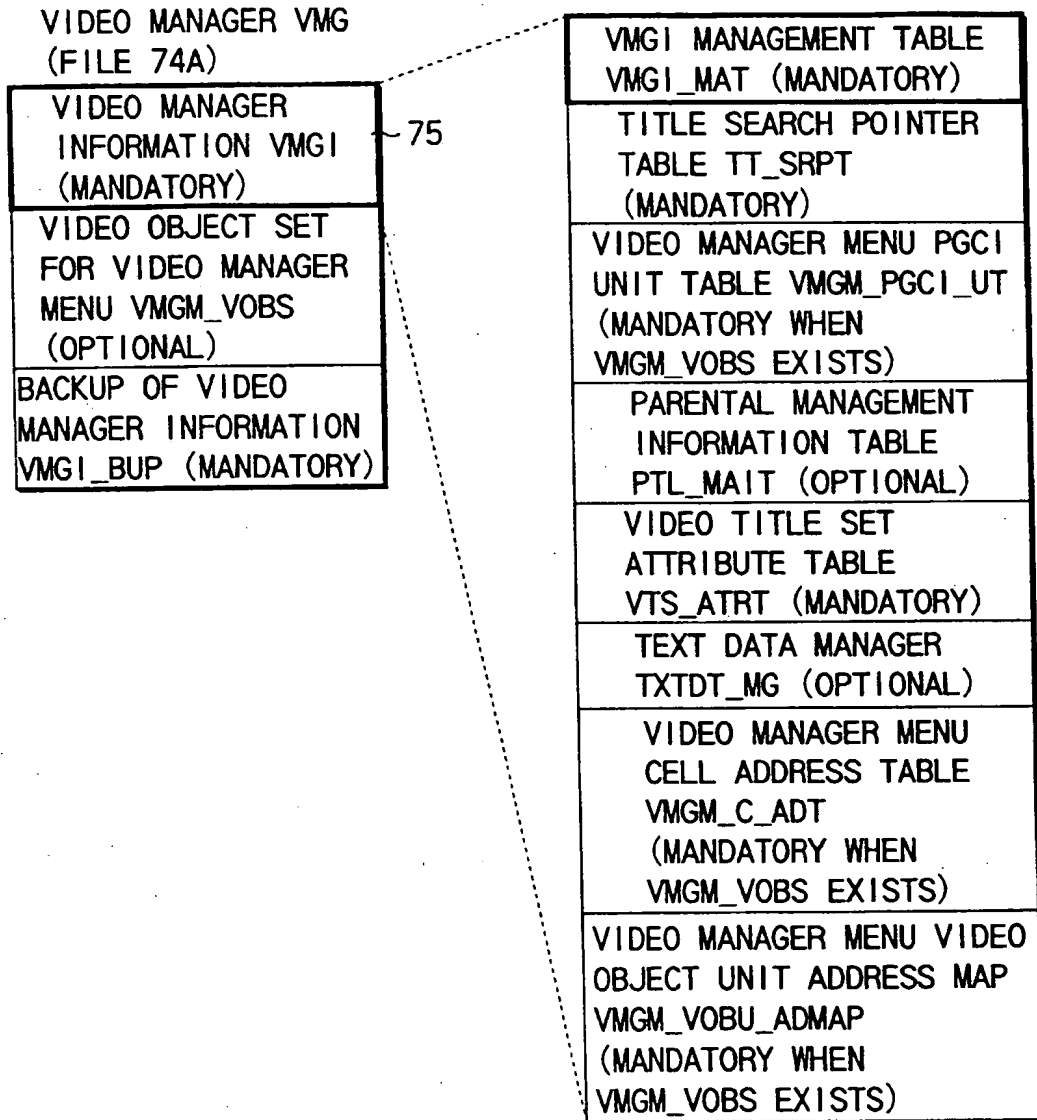 VIDEO MANAGER VMG
(FILE 74A)
VIDEO MANAGER
INFORMATION VMGI
(MANDATORY)
75
VIDEO OBJECT SET
FOR VIDEO MANAGER
MENU VMGM_VOBS
(OPTIONAL)
BACKUP OF VIDEO
MANAGER INFORMATION
VMGI_BUP (MANDATORY)
VMGI MANAGEMENT TABLE
VMGI_MAT (MANDATORY)
TITLE SEARCH POINTER
TABLE TT_SRPT
(MANDATORY)
VIDEO MANAGER MENU PGCI
UNIT TABLE VMGM_PGCI_UT
(MANDATORY WHEN
VMGM_VOBS EXISTS)
PARENTAL MANAGEMENT
INFORMATION TABLE
PTL_MAIT (OPTIONAL)
VIDEO TITLE SET
ATTRIBUTE TABLE
VTS_ATRT (MANDATORY)
TEXT DATA MANAGER
TXTDT_MG (OPTIONAL)
VIDEO MANAGER MENU
CELL ADDRESS TABLE
VMGM_C_ADT
(MANDATORY WHEN
VMGM_VOBS EXISTS)
VIDEO MANAGER MENU VIDEO
OBJECT UNIT ADDRESS MAP
VMGM_VOBU_ADMAP
(MANDATORY WHEN
VMGM_VOBS EXISTS)